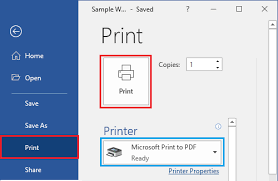 Sample W... - Saved
Home
Open
Save
Save As
Print
Share
Print
Print
Copies: 1
Printer
Microsoft Print to PDF
Ready
Printer Properties